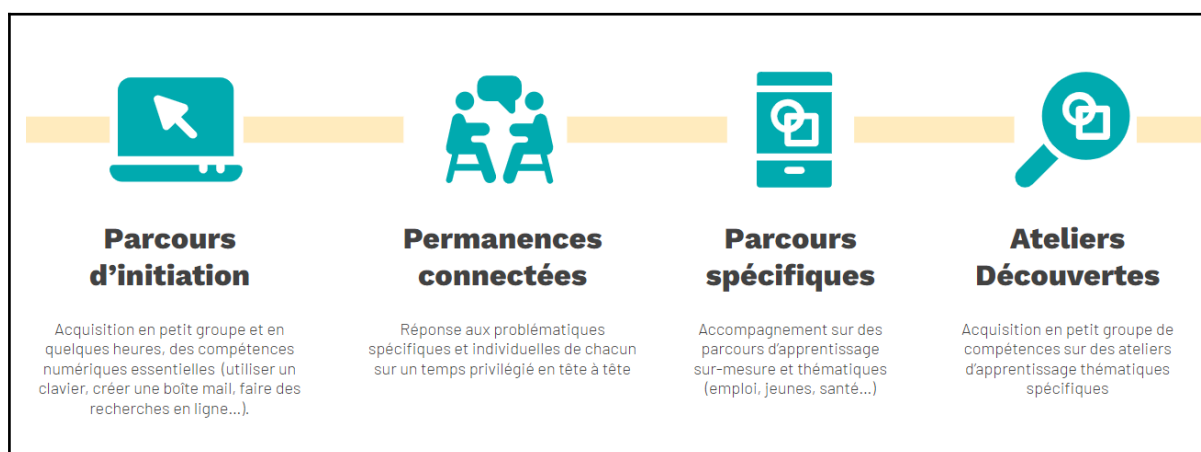 Parcours
d'initiation
Acquisition en petit groupe et en
quelques heures, des compétences
numériques essentielles (utiliser un
clavier, créer une boîte mail, faire des
recherches en ligne...).
Permanences
connectées
Réponse aux problématiques
spécifiques et individuelles de chacun
sur un temps privilégié en tête à tête
Parcours
spécifiques
Accompagnement sur des
parcours d'apprentissage
sur-mesure et thématiques
(emploi, jeunes, santé...)
Ateliers
Découvertes
Acquisition en petit groupe de
compétences sur des ateliers
d'apprentissage thématiques
spécifiques